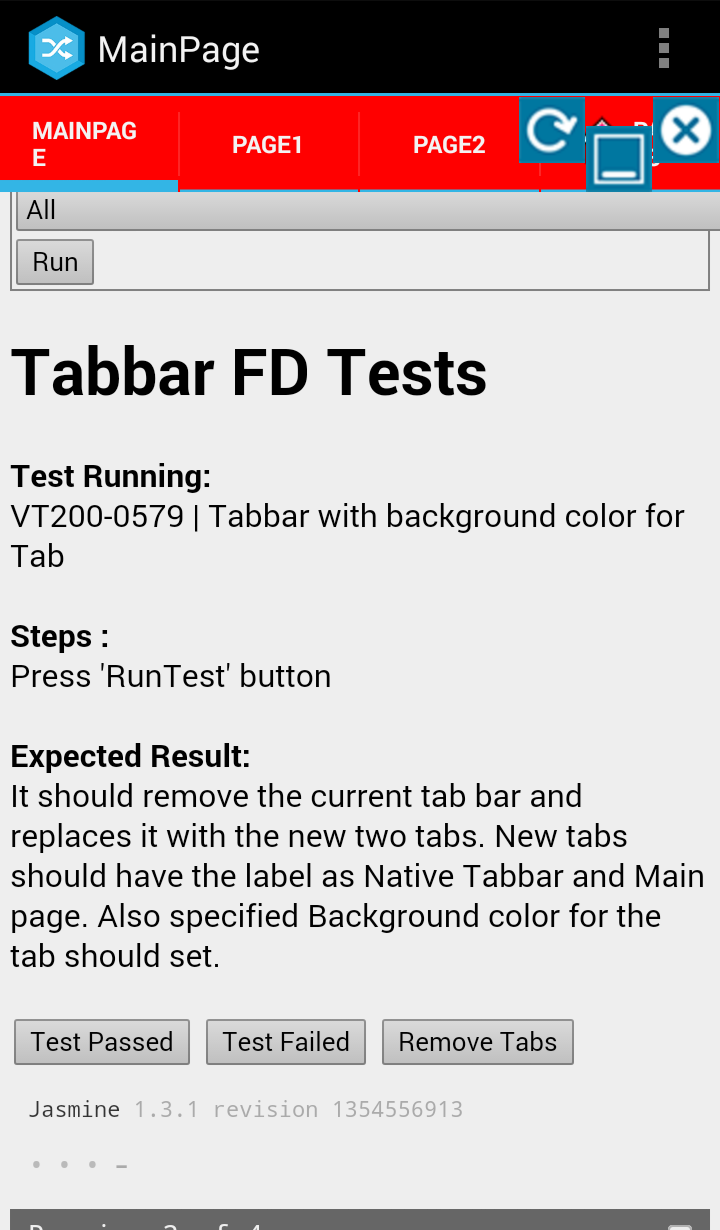 MainPage
MAINPAG
E
PAGE1
PAGE2
All
Run
Tabbar FD Tests
Test Running:
VT200-0579 | Tabbar with background color for
Tab
Steps :
Press 'RunTest' button
Expected Result:
It should remove the current tab bar and
replaces it with the new two tabs. New tabs
should have the label as Native Tabbar and Main
page. Also specified Background color for the
tab should set.
Test Passed
Test Failed
Remove Tabs
Jasmine 1.3.1 revision 1354556913